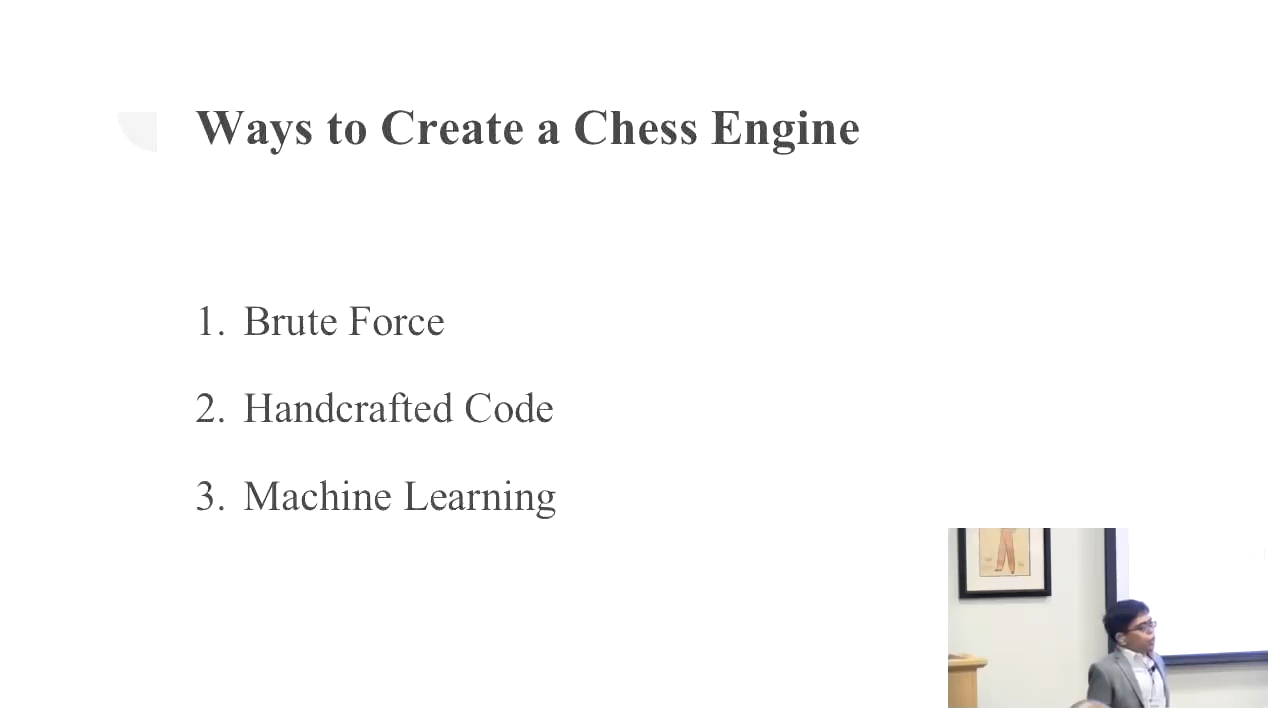 Ways to Create a Chess Engine
1. Brute Force
2. Handcrafted Code
3. Machine Learning